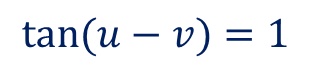 tan(u − v) = 1